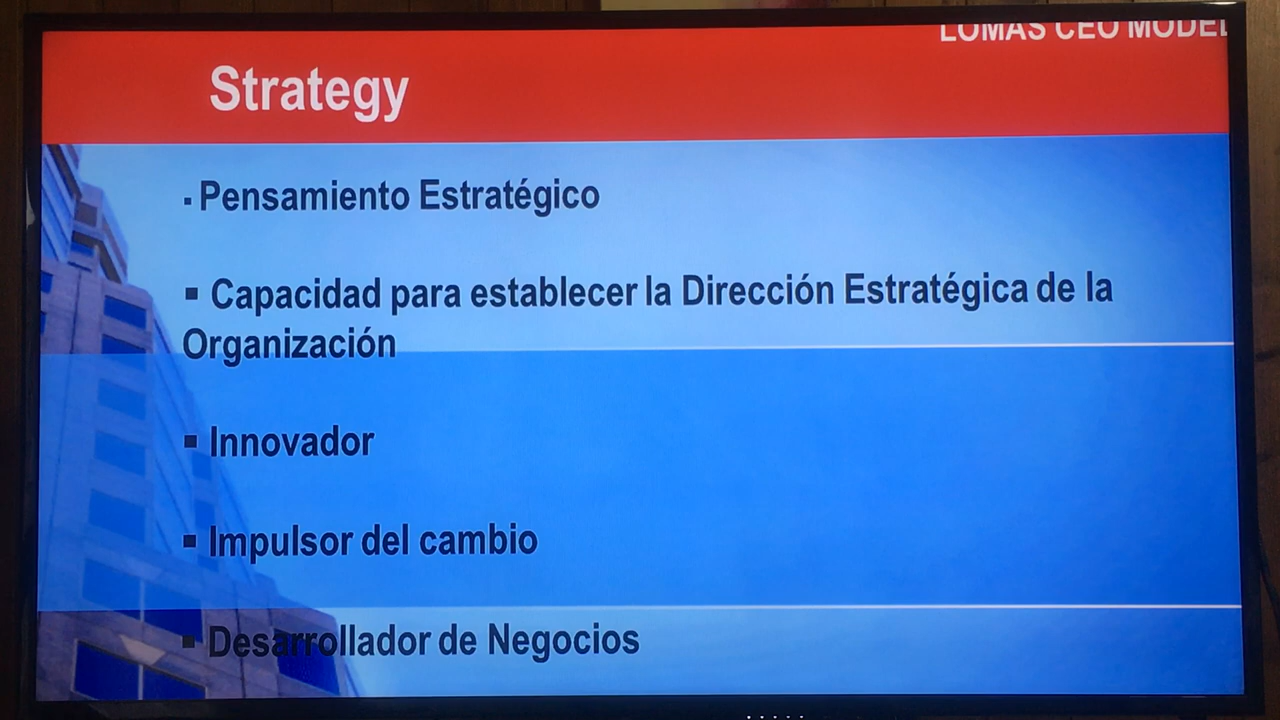 LOMAS CEO MODEL
Strategy
▪ Pensamiento Estratégico
▪ Capacidad para establecer la Dirección Estratégica de la
Organización
▪ Innovador
▪ Impulsor del cambio
▪ Desarrollador de Negocios